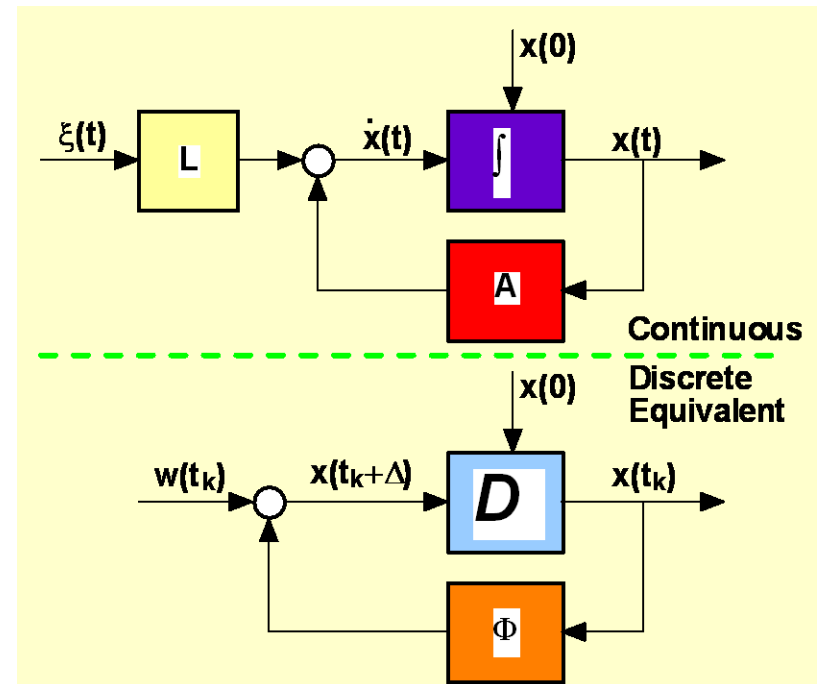 x(0)
ξ(t)
L
ẋ(t)
∫
x(t)
A
Continuous
Discrete
Equivalent
x(0)
w(tₖ)
x(tₖ+Δ)
D
x(tₖ)
Φ